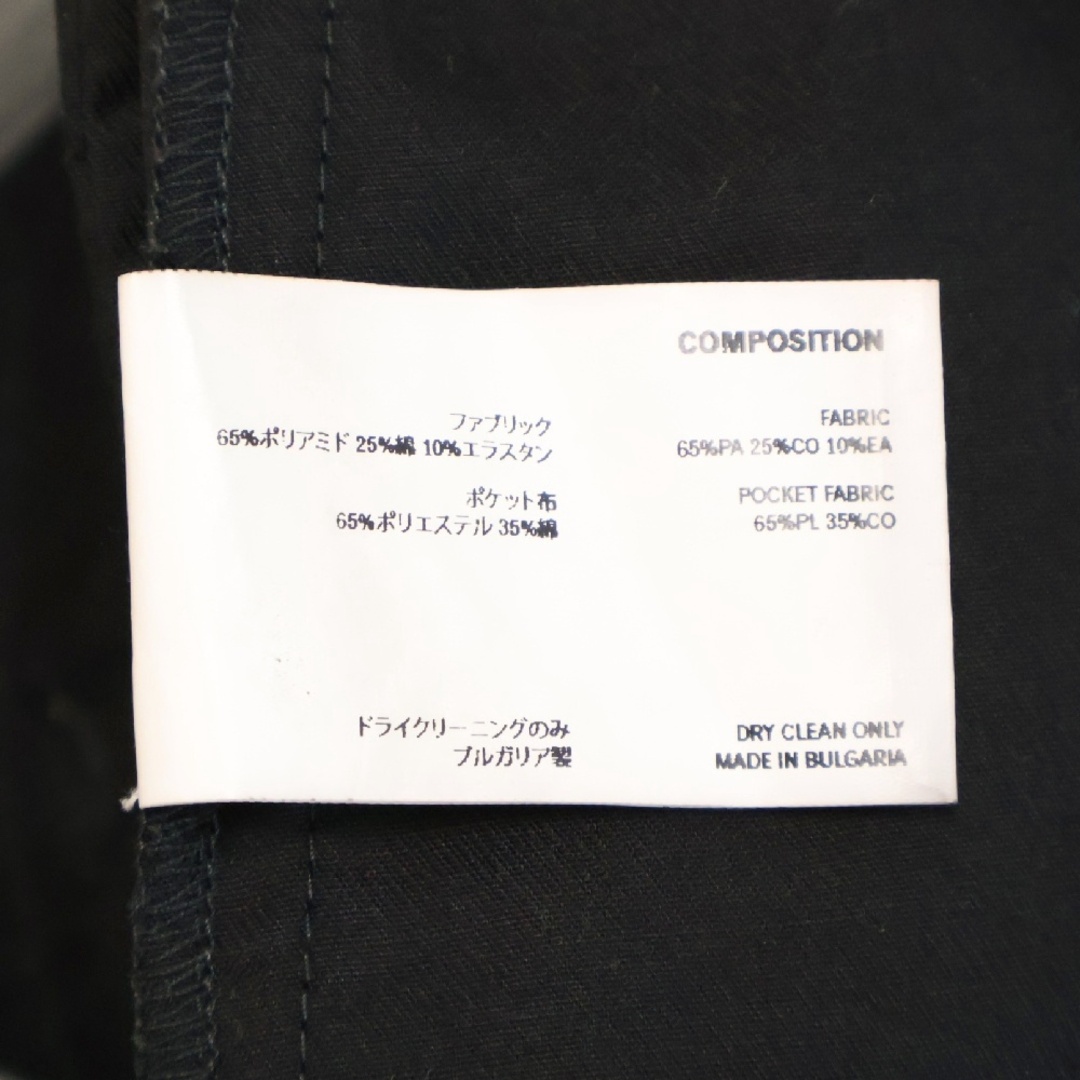 COMPOSITION
ファブリック
65%ポリアミド 25%綿 10%エラスタン
ポケット布
65%ポリエステル 35%綿
FABRIC
65%PA 25%CO 10%EA
POCKET FABRIC
65%PL 35%CO
ドライクリーニングのみ
ブルガリア製
DRY CLEAN ONLY
MADE IN BULGARIA